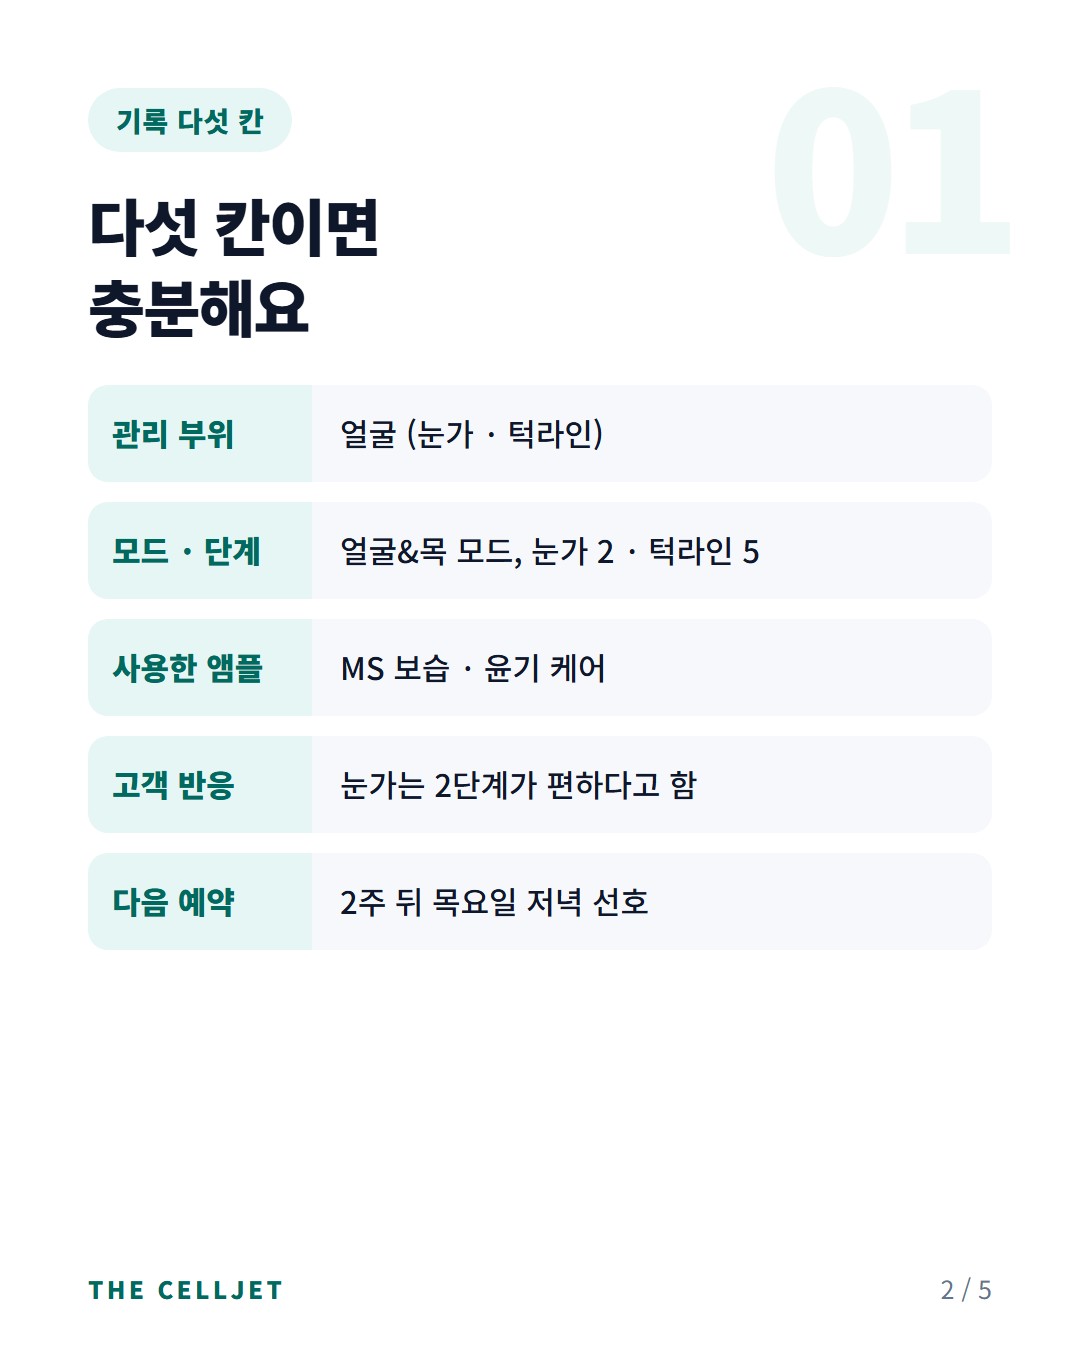 기록 다섯 칸
01
다섯 칸이면
충분해요
관리 부위
얼굴 (눈가 · 턱라인)
모드 · 단계
얼굴&목 모드, 눈가 2 · 턱라인 5
사용한 앰플
MS 보습 · 윤기 케어
고객 반응
눈가는 2단계가 편하다고 함
다음 예약
2주 뒤 목요일 저녁 선호
THE CELLJET
2 / 5